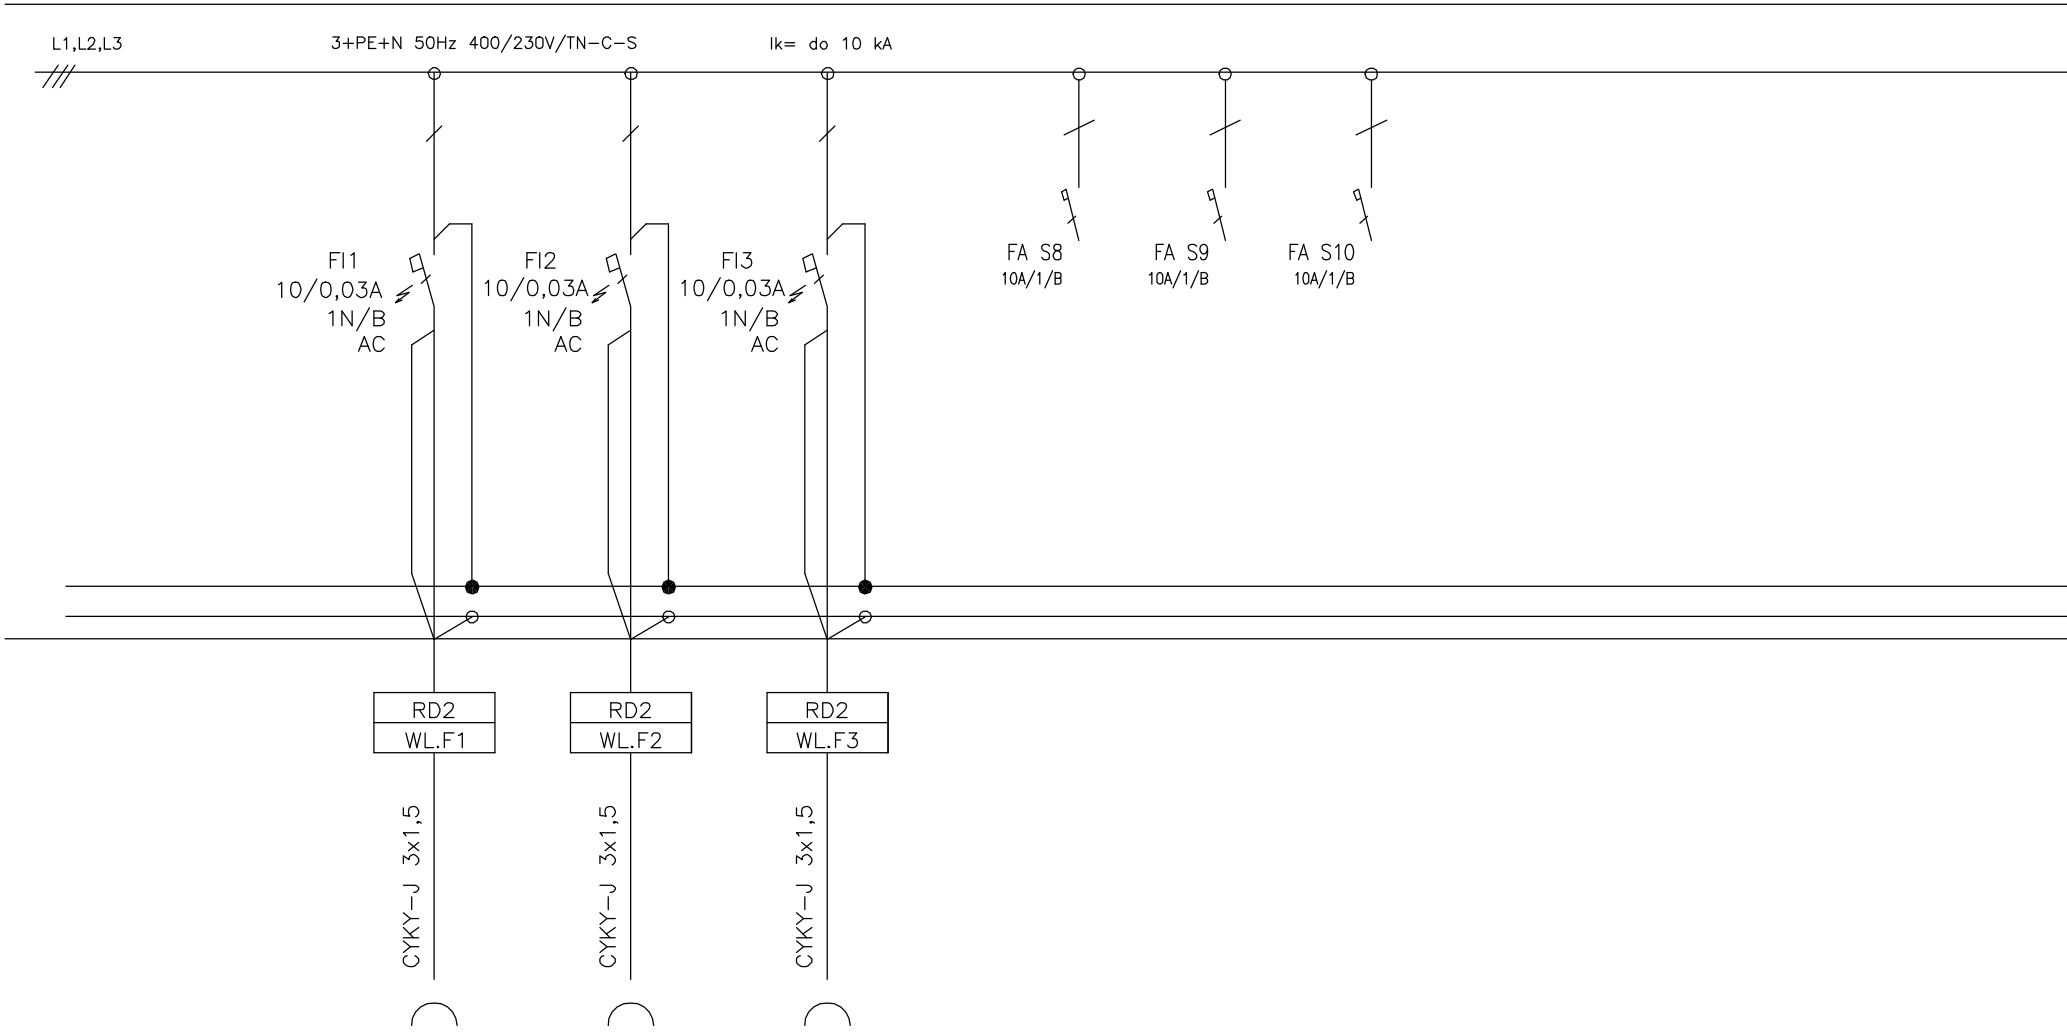 L1,L2,L3
3+PE+N 50Hz 400/230V/TN-C-S
Ik= do 10 kA
FI1
10/0,03A
1N/B
AC
FI2
10/0,03A
1N/B
AC
FI3
10/0,03A
1N/B
AC
FA S8
10A/1/B
FA S9
10A/1/B
FA S10
10A/1/B
RD2
WL.F1
RD2
WL.F2
RD2
WL.F3
CYKY-J 3x1,5
CYKY-J 3x1,5
CYKY-J 3x1,5